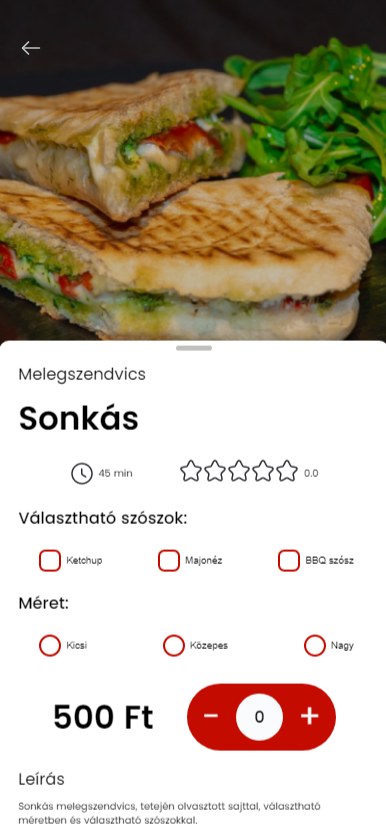 Melegszendvics
Sonkás
45 min
0.0
Választható szószok:
Ketchup
Majonéz
BBQ szósz
Méret:
Kicsi
Közepes
Nagy
500 Ft
− 0 +
Leírás
Sonkás melegszendvics, tetején olvasztott sajttal, választható
méretben és választható szószokkal.